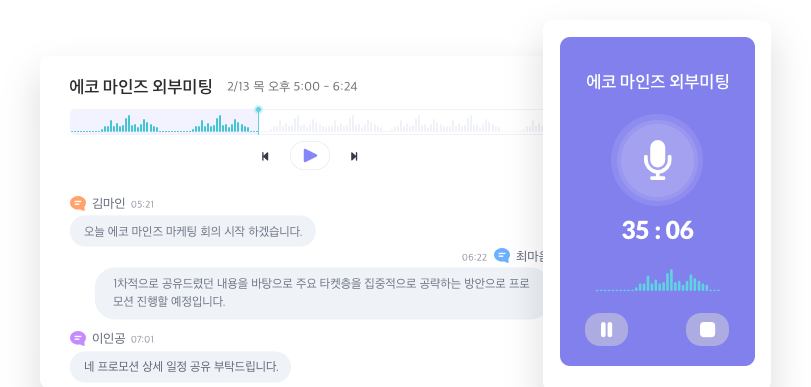 에코 마인즈 외부미팅 2/13 목 오후 5:00 - 6:24
김마인 05:21
오늘 에코 마인즈 마케팅 회의 시작 하겠습니다.
06:22
1차적으로 공유드렸던 내용을 바탕으로 주요 타켓층을 집중적으로 공략하는 방안으로 프로
모션 진행할 예정입니다.
이인공 07:01
네 프로모션 상세 일정 공유 부탁드립니다.
에코 마인즈 외부미팅
35 : 06